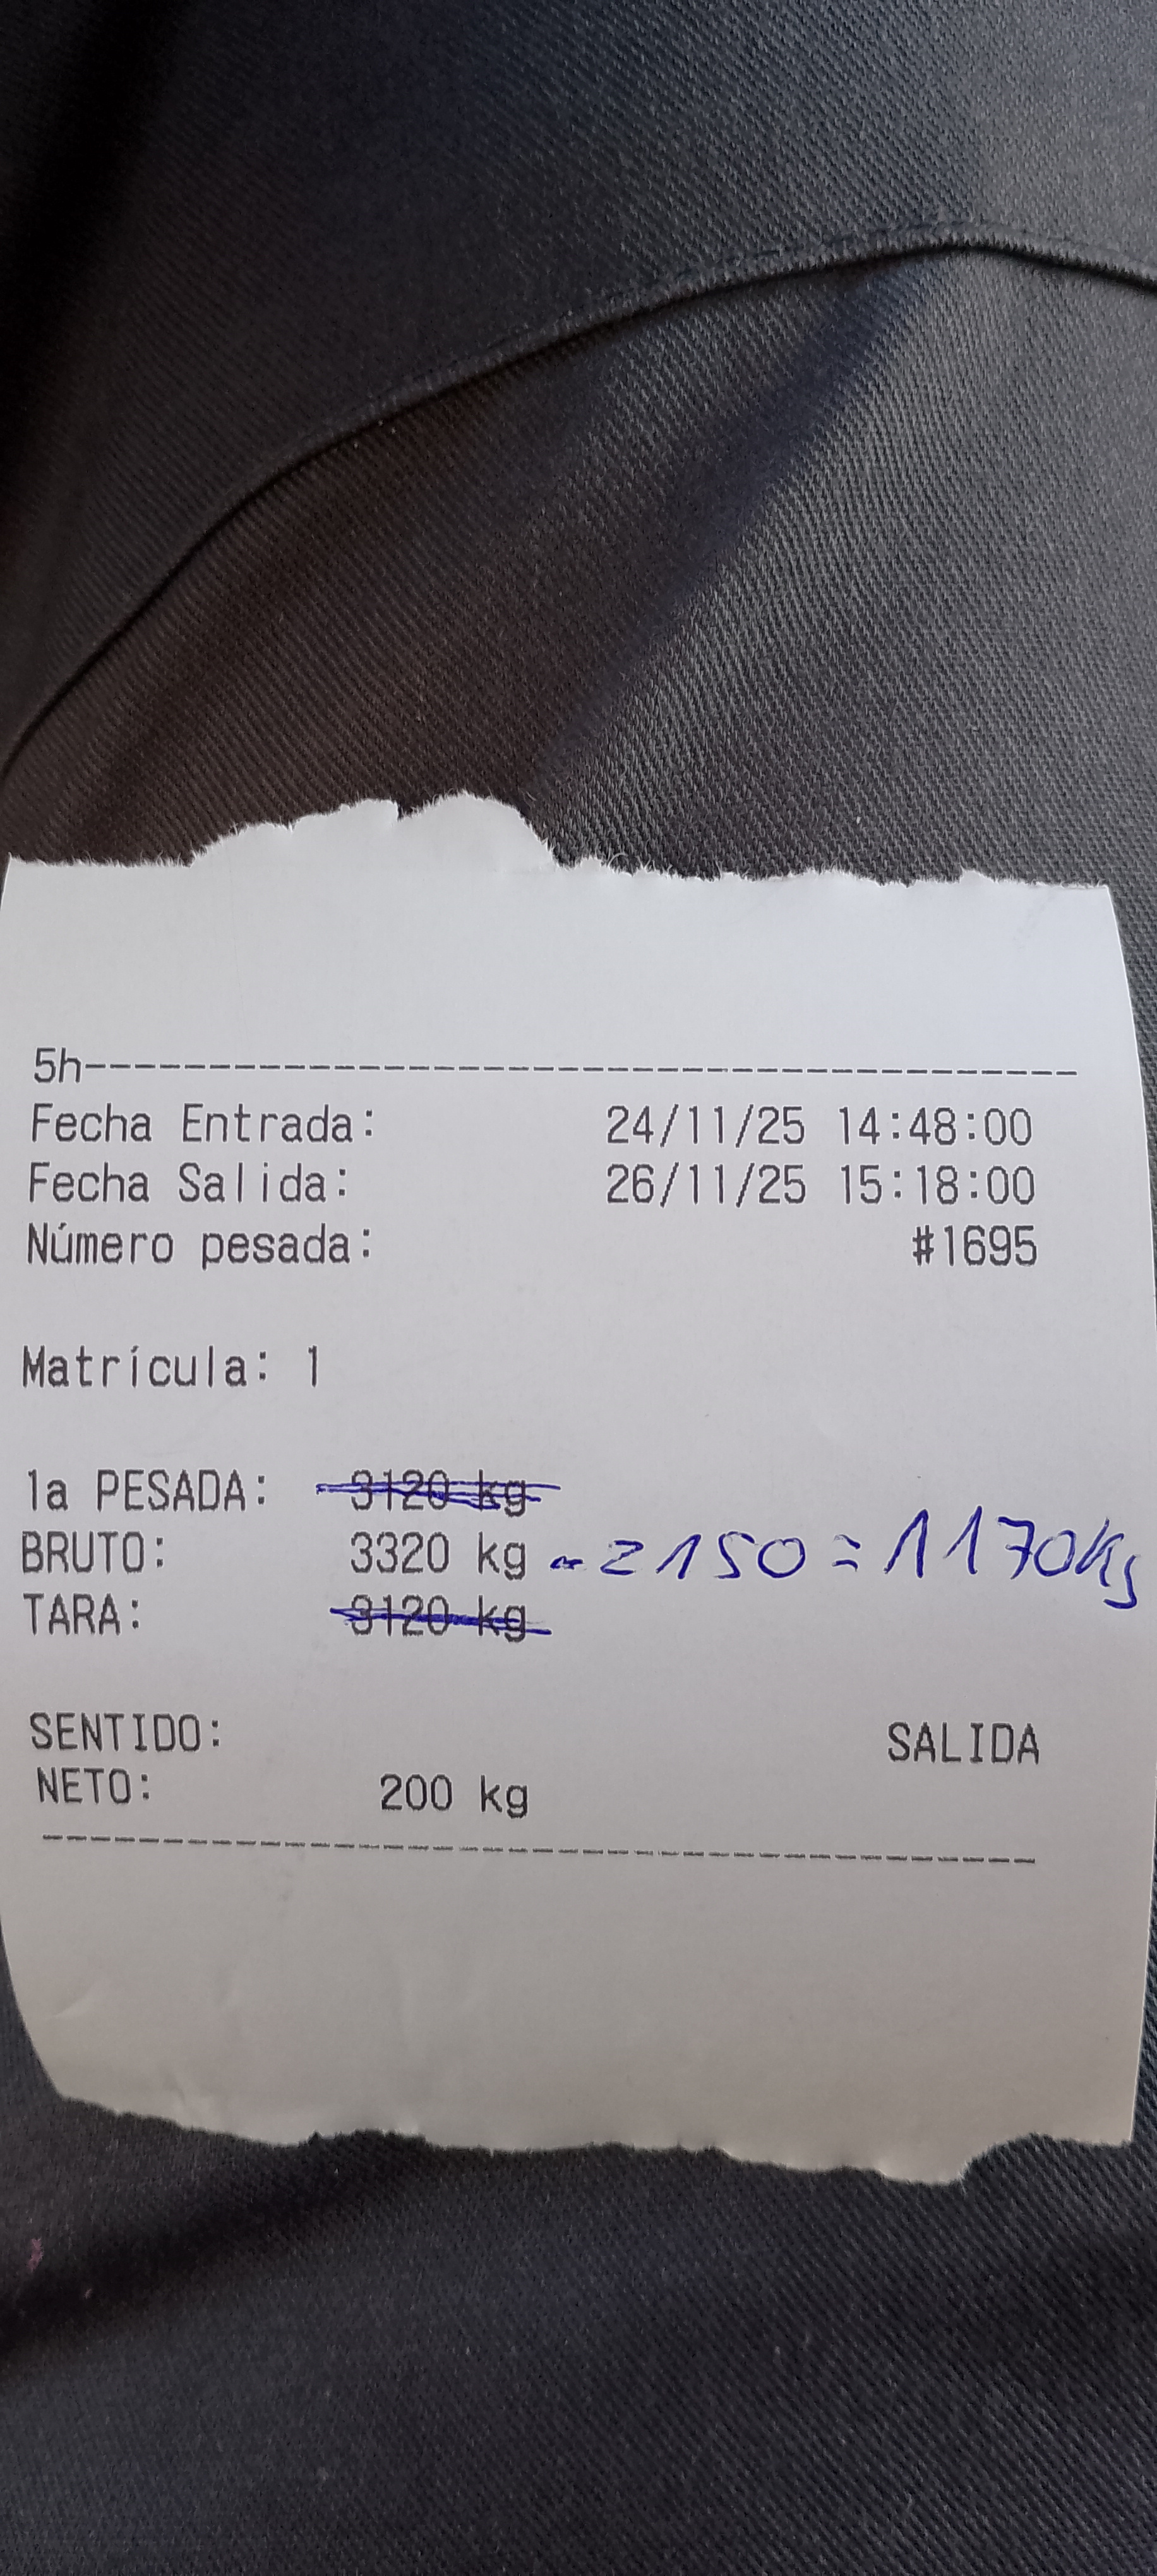 5h----------------------------------------
Fecha Entrada: 24/11/25 14:48:00
Fecha Salida: 26/11/25 15:18:00
Número pesada: #1695
Matrícula: 1
1a PESADA: 3120 kg
BRUTO: 3320 kg - 2150 = 1170Kg
TARA: 3120 kg
SENTIDO: SALIDA
NETO: 200 kg
----------------------------------------